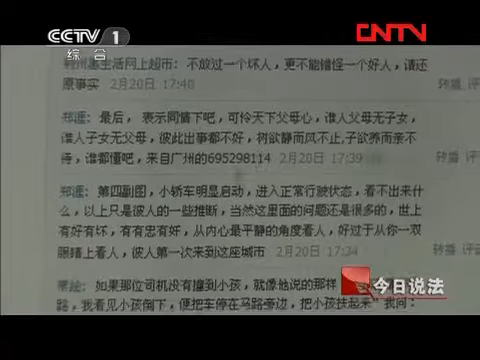 CCTV 1
综合
CNTN
生活网上超市：不放过一个坏人，更不能错怪一个好人，请还
原事实 2月20日 17:40 转播
郑涯：最后，表示同情下吧，可怜天下父母心，谁人父母无子女，
谁人子女无父母，彼此出事都不好，树欲静而风不止,子欲养而亲不
待，谁都懂吧，来自广州的695298114 2月20日 17:39 转播 评
郑涯：第四副图，小轿车明显启动，进入正常行驶状态，看不出来什
么，以上只是彼人的一些推断，当然这里面的问题还是很多的，世上
有好有坏，有有忠有好，从内心最平静的角度看人，好过于从你一双
眼睛上看人，彼人第一次来到这座城市 2月20日 17:34 转播 评
如果那位司机没有撞到小孩，就像他说的那样
路，我看见小孩倒下，便把车停在马路旁边，把小孩扶起来”我问：
今日说法